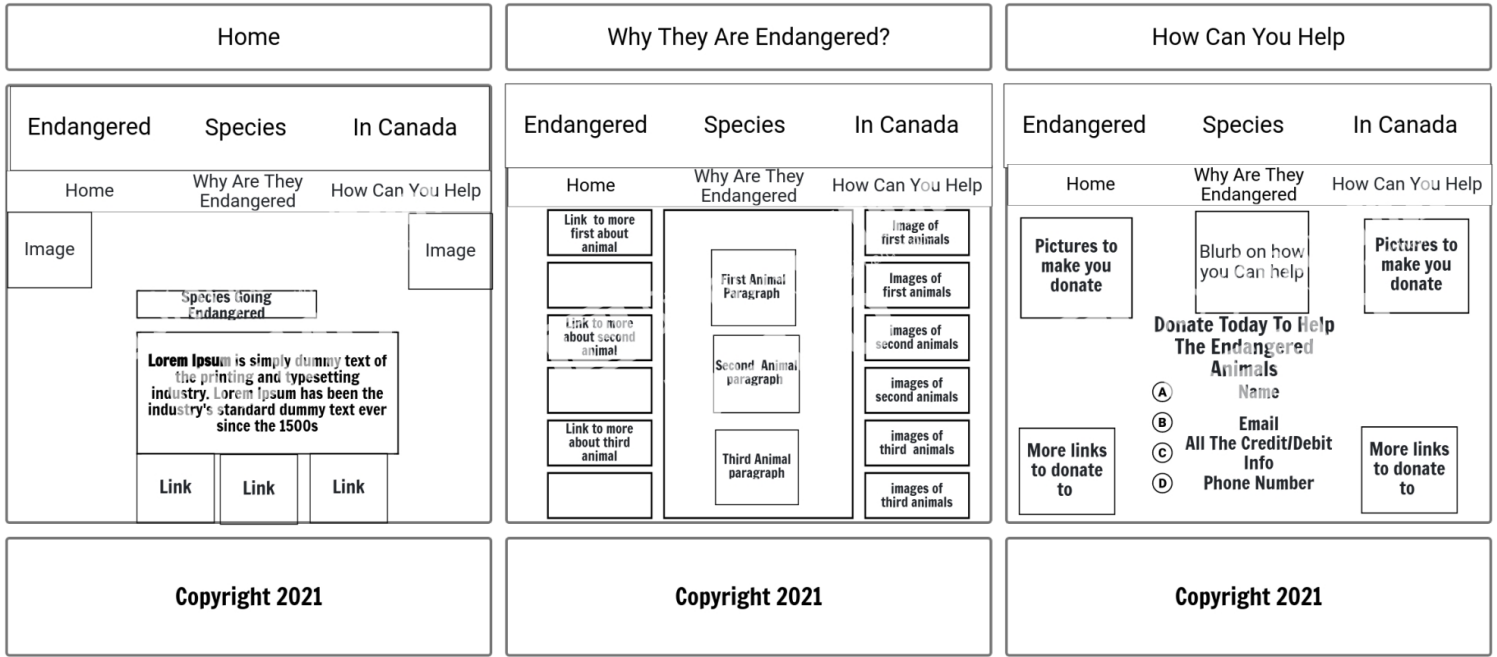 Home
Why They Are Endangered?
How Can You Help
Endangered Species In Canada
Home
Why Are They
Endangered
How Can You Help
Image
Image
Species Going
Endangered
Lorem Ipsum is simply dummy text of
the printing and typesetting
industry. Lorem Ipsum has been the
industry's standard dummy text ever
since the 1500s
Link
Link
Link
Copyright 2021
Endangered Species In Canada
Home
Why Are They
Endangered
How Can You Help
Link to more
first about
animal
Link to more
about second
animal
Link to more
about third
animal
First Animal
Paragraph
Second Animal
paragraph
Third Animal
paragraph
Image of
first animals
Images of
first animals
images of
second animals
images of
second animals
images of
third animals
images of
third animals
Copyright 2021
Endangered Species In Canada
Home
Why Are They
Endangered
How Can You Help
Pictures to
make you
donate
Blurb on how
you Can help
Pictures to
make you
donate
Donate Today To Help
The Endangered
Animals
A Name
B Email
C All The Credit/Debit
Info
D Phone Number
More links
to donate
to
More links
to donate
to
Copyright 2021